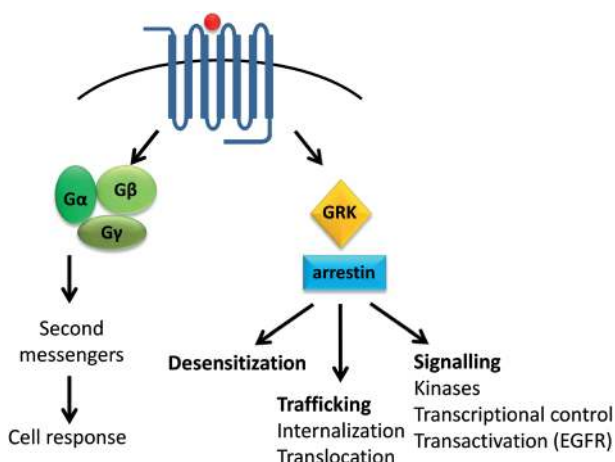 Gα
Gβ
Gγ
GRK
arrestin
Second
messengers
Cell response
Desensitization
Trafficking
Internalization
Translocation
Signalling
Kinases
Transcriptional control
Transactivation (EGFR)